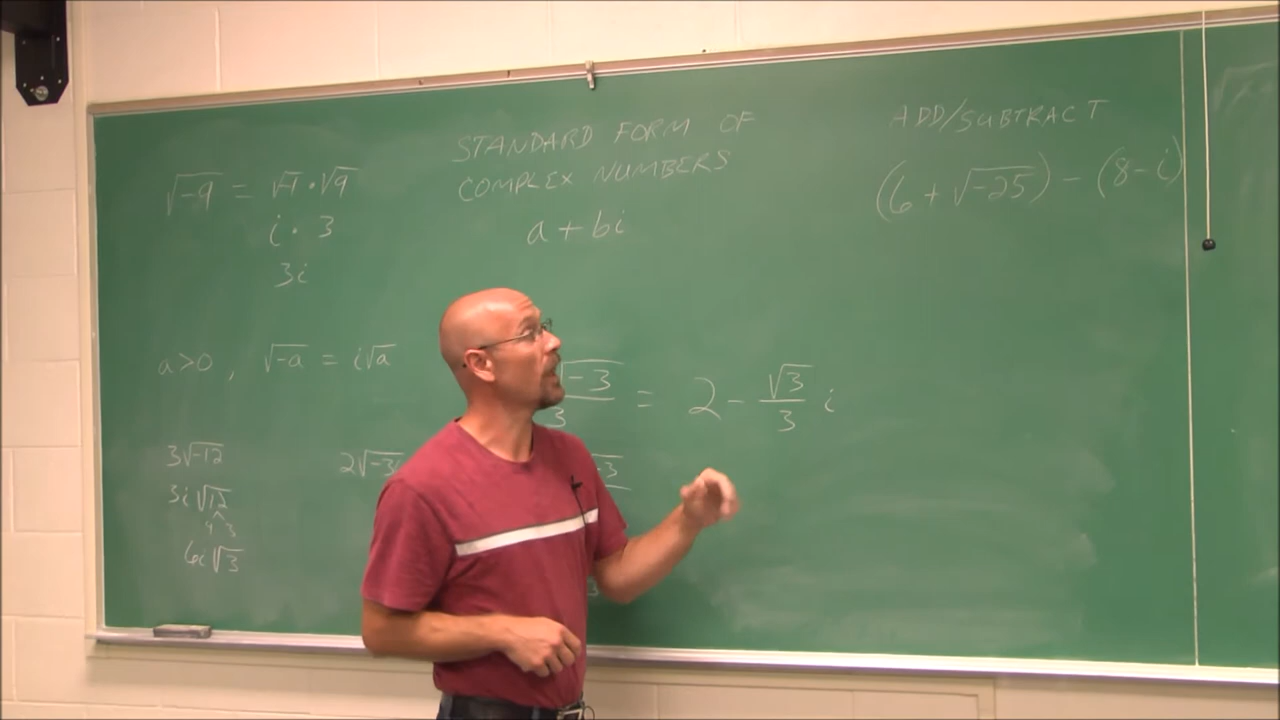 √-9 = √-1 · √9
i · 3
3i
a>0 , √-a = i√a
3√-12
3i√12
4 3
6i√3
2√-3
STANDARD FORM OF
COMPLEX NUMBERS
a + bi
√-3
3
= 2 - √3/3 i
-3
3
ADD/SUBTRACT
(6 + √-25) - (8 - i)